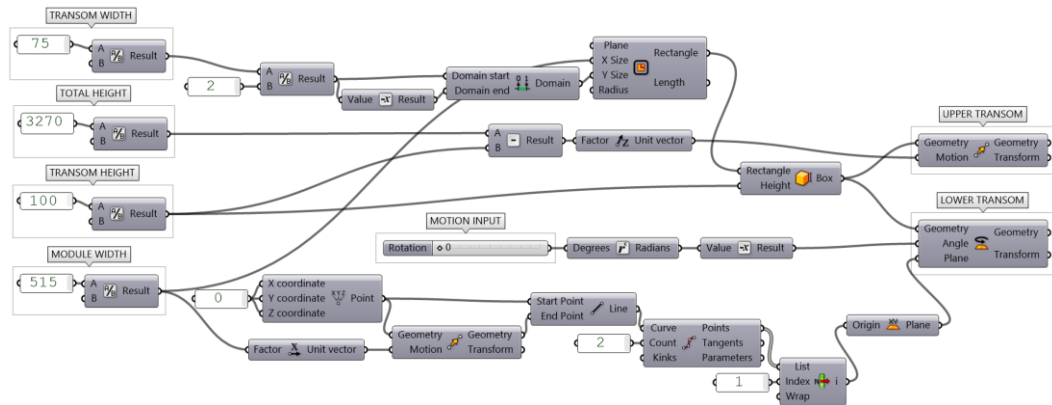 TRANSOM WIDTH
75
A
B
A/B
Result
2
A
B
A/B
Result
Value
-x
Result
Domain start
Domain end
0 1
Domain
Plane
X Size
Y Size
Radius
Rectangle
Length
TOTAL HEIGHT
3270
A
B
A/B
Result
A
B
-
Result
Factor
Z
Unit vector
UPPER TRANSOM
Geometry
Motion
Geometry
Transform
TRANSOM HEIGHT
100
A
B
A/B
Result
Rectangle
Height
Box
LOWER TRANSOM
Geometry
Angle
Plane
Geometry
Transform
MOTION INPUT
Rotation
0
Degrees
r
Radians
Value
-x
Result
MODULE WIDTH
515
A
B
A/B
Result
0
X coordinate
Y coordinate
Z coordinate
XYZ
Point
Start Point
End Point
Line
Factor
X
Unit vector
Geometry
Motion
Geometry
Transform
2
Curve
Count
Kinks
Points
Tangents
Parameters
1
List
Index
Wrap
N
i
Origin
XY
Plane